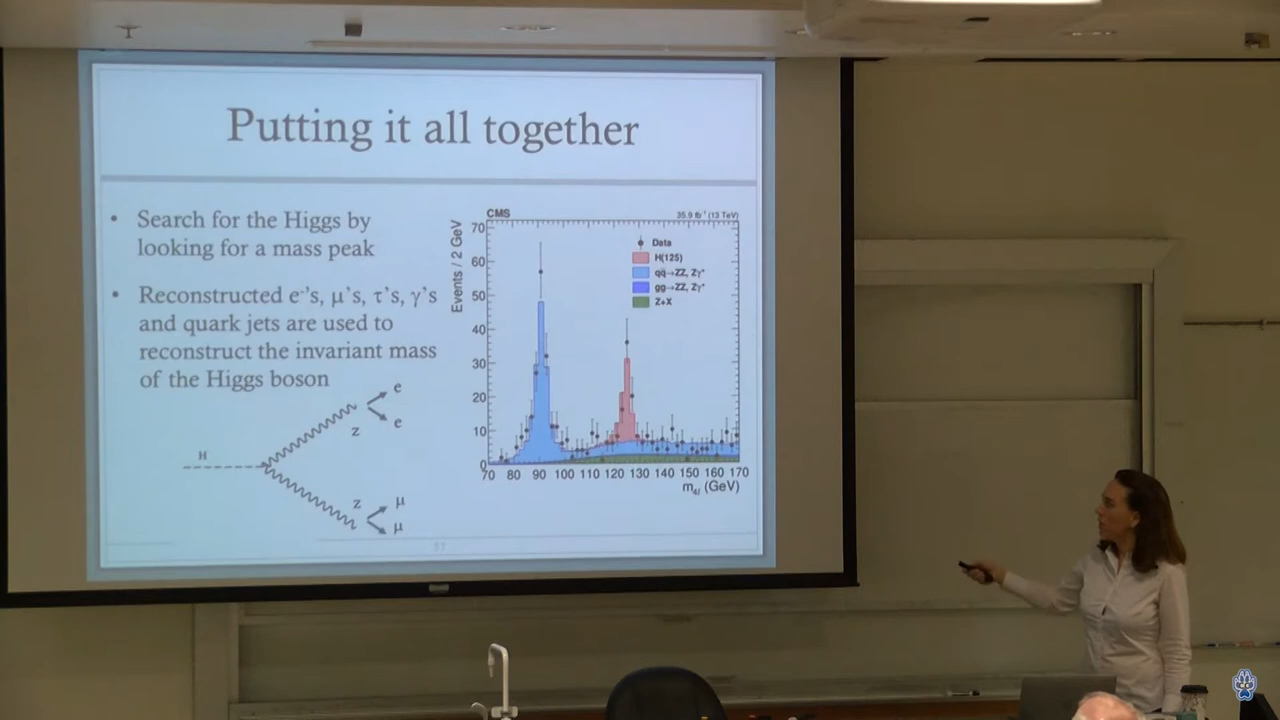 Putting it all together
• Search for the Higgs by
looking for a mass peak
• Reconstructed e⁻'s, μ's, τ's, γ's
and quark jets are used to
reconstruct the invariant mass
of the Higgs boson
H
Z
e
e
Z
μ
μ
CMS 35.9 fb⁻¹ (13 TeV)
Events / 2 GeV
70
60
50
40
30
20
10
0
Data
H(125)
qq̄→ZZ, Zγ*
gg→ZZ, Zγ*
Z+X
70 80 90 100 110 120 130 140 150 160 170
m4ℓ (GeV)